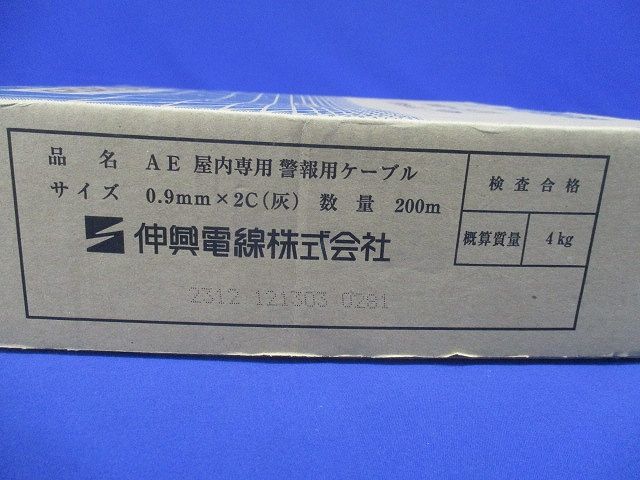 品名 AE 屋内専用 警報用ケーブル
サイズ 0.9mm×2C(灰) 数量 200m
伸興電線株式会社
2312 121303 0281
検査合格
概算質量 4kg